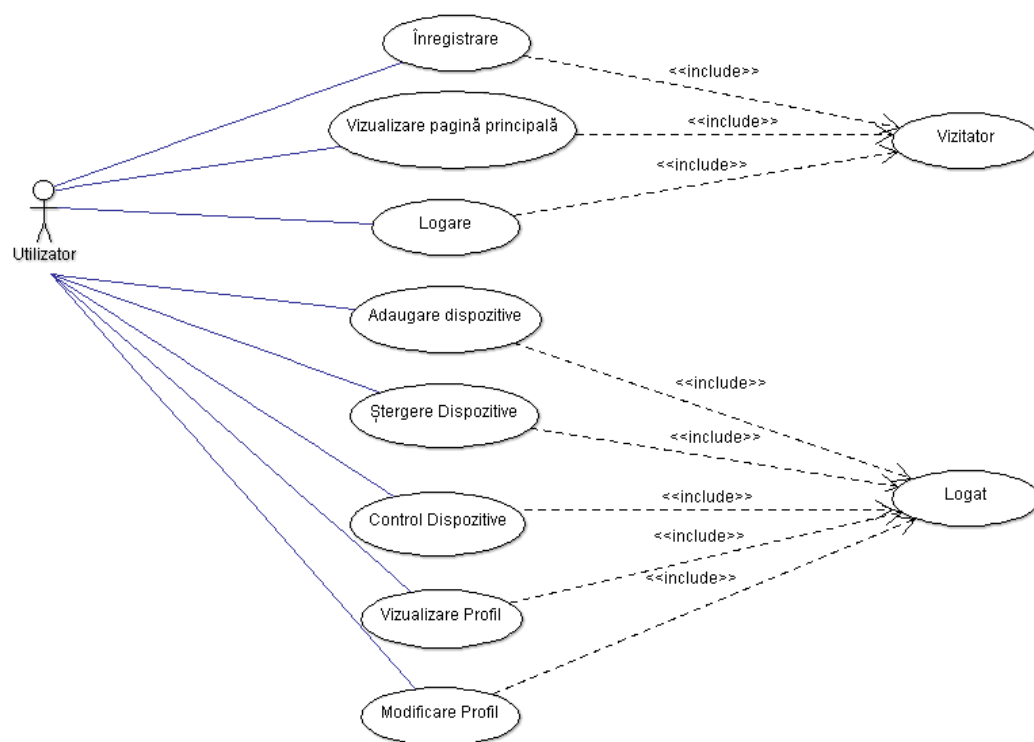 Înregistrare
<<include>>
Vizualizare pagină principală
<<include>>
Vizitator
<<include>>
Logare
Utilizator
Adaugare dispozitive
<<include>>
Ștergere Dispozitive
<<include>>
Logat
<<include>>
Control Dispozitive
<<include>>
<<include>>
Vizualizare Profil
Modificare Profil